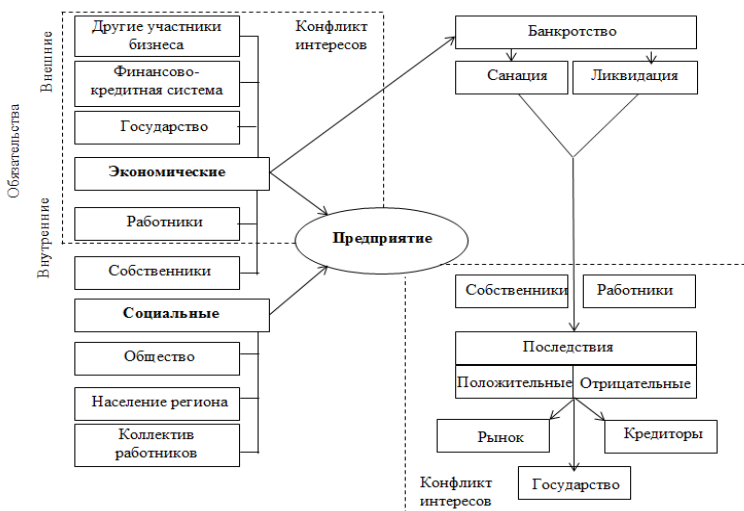 Обязательства
Внешние
Внутренние
Другие участники
бизнеса
Финансово-
кредитная система
Государство
Экономические
Работники
Собственники
Социальные
Общество
Население региона
Коллектив
работников
Конфликт
интересов
Предприятие
Банкротство
Санация
Ликвидация
Собственники
Работники
Последствия
Положительные
Отрицательные
Рынок
Кредиторы
Государство
Конфликт
интересов